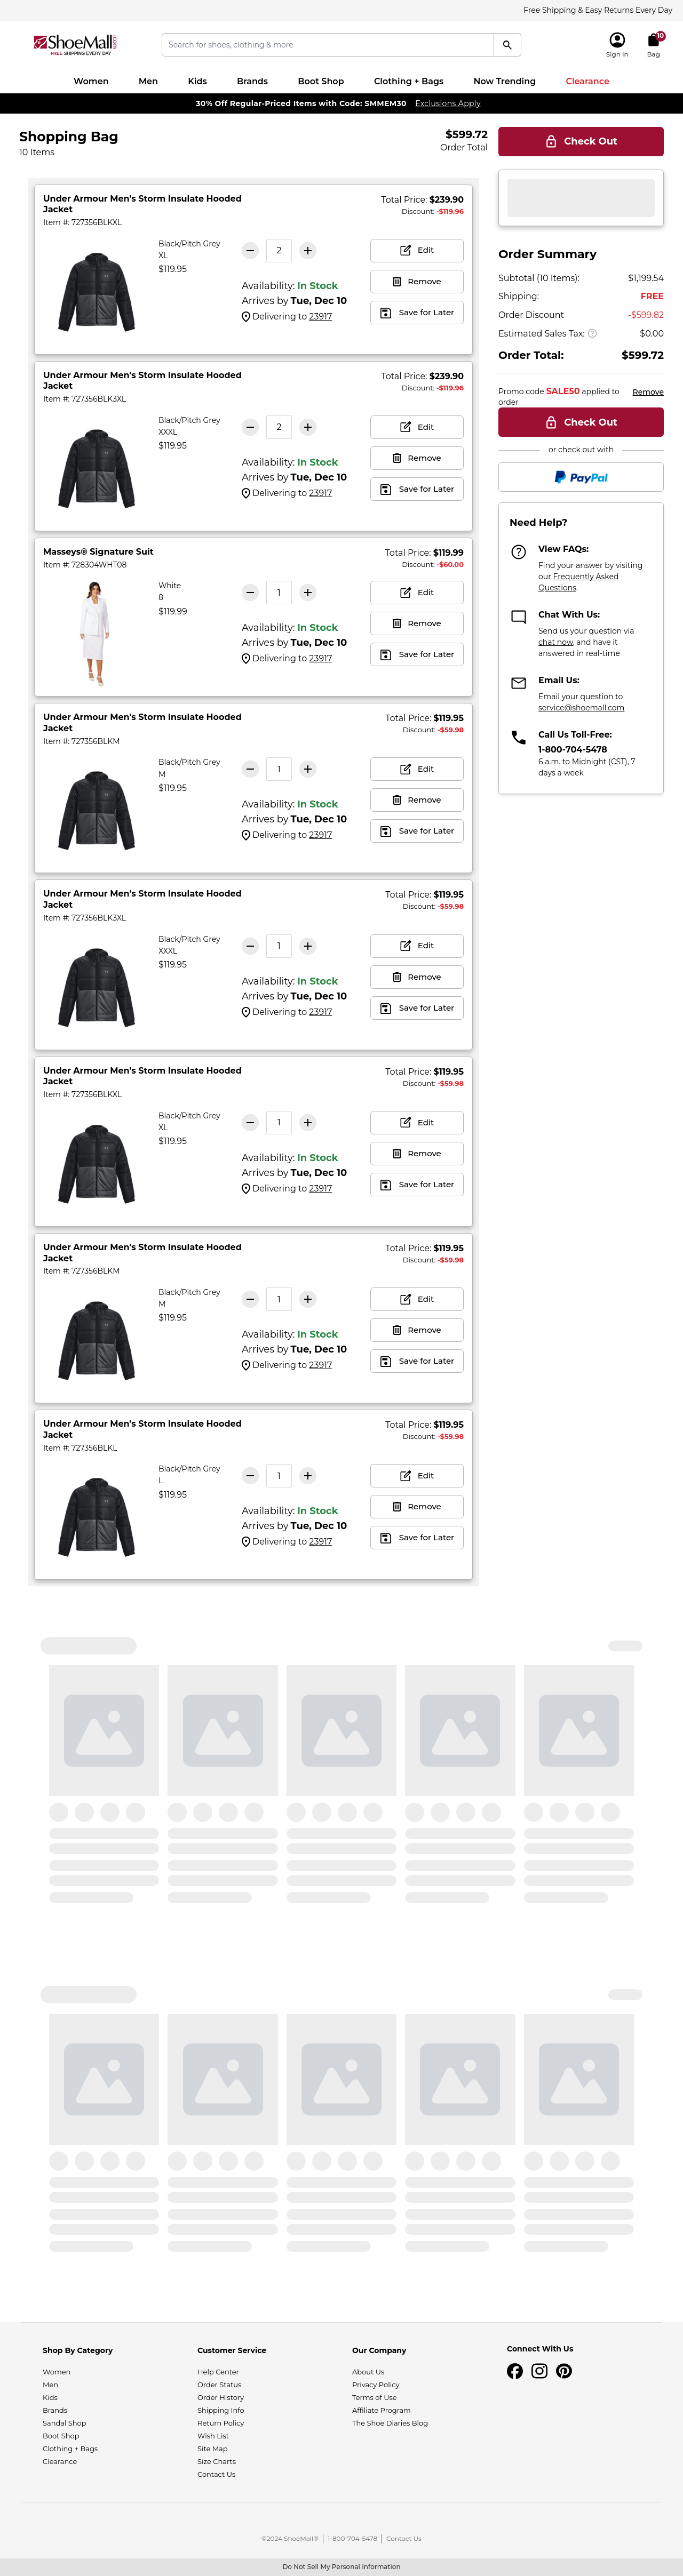 Free Shipping & Easy Returns Every Day
ShoeMall.com
FREE SHIPPING EVERY DAY
Search for shoes, clothing & more
Sign In
10
Bag
Women Men Kids Brands Boot Shop Clothing + Bags Now Trending Clearance
30% Off Regular-Priced Items with Code: SMMEM30 Exclusions Apply
Shopping Bag
10 Items
$599.72
Order Total
Under Armour Men's Storm Insulate Hooded
Jacket
Item #: 727356BLKXL
Total Price: $239.90
Discount: -$119.96
Black/Pitch Grey
XL
$119.95
2
Availability: In Stock
Arrives by Tue, Dec 10
Delivering to 23917
Edit
Remove
Save for Later
Under Armour Men's Storm Insulate Hooded
Jacket
Item #: 727356BLK3XL
Total Price: $239.90
Discount: -$119.96
Black/Pitch Grey
XXXL
$119.95
2
Availability: In Stock
Arrives by Tue, Dec 10
Delivering to 23917
Edit
Remove
Save for Later
Masseys® Signature Suit
Item #: 728304WHT08
Total Price: $119.99
Discount: -$60.00
White
8
$119.99
1
Availability: In Stock
Arrives by Tue, Dec 10
Delivering to 23917
Edit
Remove
Save for Later
Under Armour Men's Storm Insulate Hooded
Jacket
Item #: 727356BLKM
Total Price: $119.95
Discount: -$59.98
Black/Pitch Grey
M
$119.95
1
Availability: In Stock
Arrives by Tue, Dec 10
Delivering to 23917
Edit
Remove
Save for Later
Under Armour Men's Storm Insulate Hooded
Jacket
Item #: 727356BLK3XL
Total Price: $119.95
Discount: -$59.98
Black/Pitch Grey
XXXL
$119.95
1
Availability: In Stock
Arrives by Tue, Dec 10
Delivering to 23917
Edit
Remove
Save for Later
Under Armour Men's Storm Insulate Hooded
Jacket
Item #: 727356BLKXL
Total Price: $119.95
Discount: -$59.98
Black/Pitch Grey
XL
$119.95
1
Availability: In Stock
Arrives by Tue, Dec 10
Delivering to 23917
Edit
Remove
Save for Later
Under Armour Men's Storm Insulate Hooded
Jacket
Item #: 727356BLKM
Total Price: $119.95
Discount: -$59.98
Black/Pitch Grey
M
$119.95
1
Availability: In Stock
Arrives by Tue, Dec 10
Delivering to 23917
Edit
Remove
Save for Later
Under Armour Men's Storm Insulate Hooded
Jacket
Item #: 727356BLKL
Total Price: $119.95
Discount: -$59.98
Black/Pitch Grey
L
$119.95
1
Availability: In Stock
Arrives by Tue, Dec 10
Delivering to 23917
Edit
Remove
Save for Later
Check Out
Order Summary
Subtotal (10 Items): $1,199.54
Shipping: FREE
Order Discount -$599.82
Estimated Sales Tax: ? $0.00
Order Total: $599.72
Promo code SALE50 applied to
order
Remove
Check Out
or check out with
PayPal
Need Help?
View FAQs:
Find your answer by visiting
our Frequently Asked
Questions.
Chat With Us:
Send us your question via
chat now, and have it
answered in real-time
Email Us:
Email your question to
service@shoemall.com
Call Us Toll-Free:
1-800-704-5478
6 a.m. to Midnight (CST), 7
days a week
Shop By Category
Women
Men
Kids
Brands
Sandal Shop
Boot Shop
Clothing + Bags
Clearance
Customer Service
Help Center
Order Status
Order History
Shipping Info
Return Policy
Wish List
Site Map
Size Charts
Contact Us
Our Company
About Us
Privacy Policy
Terms of Use
Affiliate Program
The Shoe Diaries Blog
Connect With Us
©2024 ShoeMall® | 1-800-704-5478 | Contact Us
Do Not Sell My Personal Information